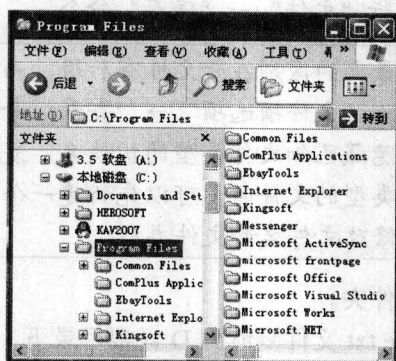 Program Files
文件(F) 编辑(E) 查看(V) 收藏(A) 工具(T) »
后退 搜索 文件夹
地址(D) C:\Program Files 转到
文件夹 ×
3.5 软盘 (A:)
本地磁盘 (C:)
Documents and Set
HEROSOFT
KAV2007
Program Files
Common Files
ComPlus Applic
EbayTools
Internet Explo
Kingsoft
Common Files
ComPlus Applications
EbayTools
Internet Explorer
Kingsoft
Messenger
Microsoft ActiveSync
microsoft frontpage
Microsoft Office
Microsoft Visual Studio
Microsoft Works
Microsoft.NET